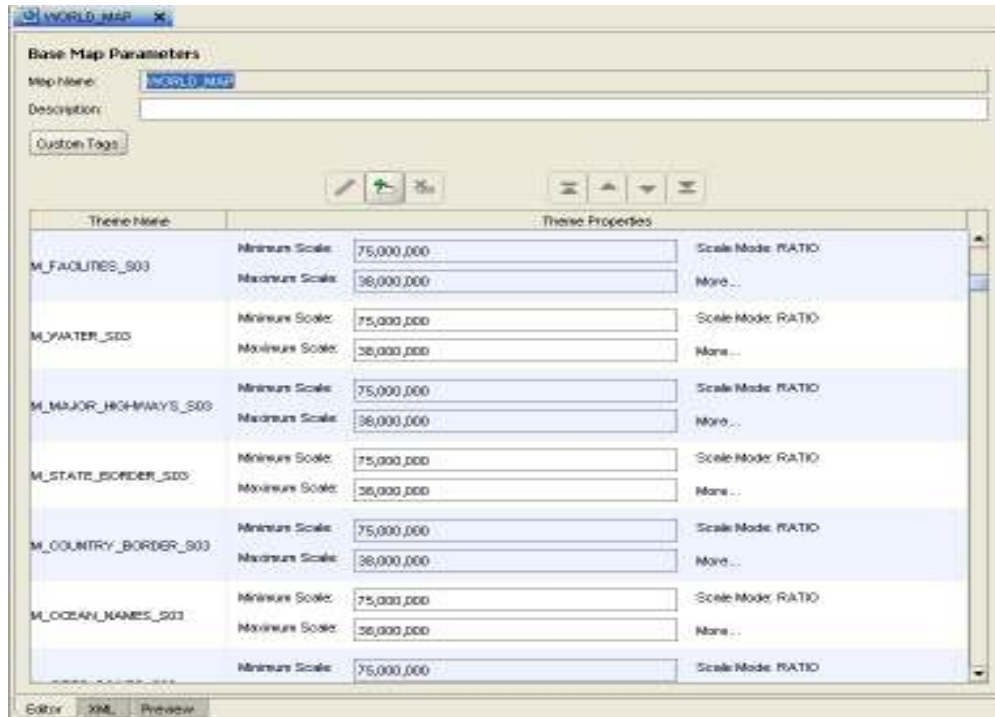 WORLD_MAP
Base Map Parameters
Map Name: WORLD_MAP
Description:
Custom Tags
Theme Name Theme Properties
M_FACILITIES_S03 Minimum Scale: 75,000,000 Scale Mode: RATIO
Maximum Scale: 38,000,000 More...
M_WATER_S03 Minimum Scale: 75,000,000 Scale Mode: RATIO
Maximum Scale: 38,000,000 More...
M_MAJOR_HIGHWAYS_S03 Minimum Scale: 75,000,000 Scale Mode: RATIO
Maximum Scale: 38,000,000 More...
M_STATE_BORDER_S03 Minimum Scale: 75,000,000 Scale Mode: RATIO
Maximum Scale: 38,000,000 More...
M_COUNTRY_BORDER_S03 Minimum Scale: 75,000,000 Scale Mode: RATIO
Maximum Scale: 38,000,000 More...
M_OCEAN_NAMES_S03 Minimum Scale: 75,000,000 Scale Mode: RATIO
Maximum Scale: 38,000,000 More...
Minimum Scale: 75,000,000 Scale Mode: RATIO
Editor XML Preview